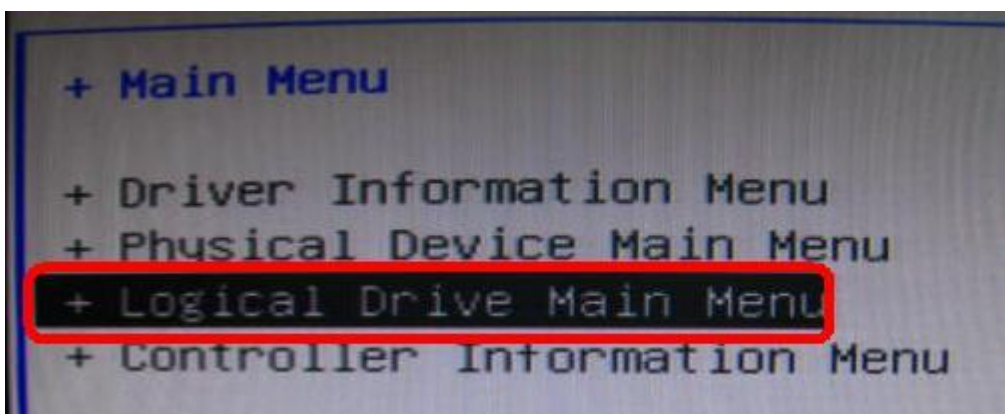 + Main Menu
+ Driver Information Menu
+ Physical Device Main Menu
+ Logical Drive Main Menu
+ Controller Information Menu